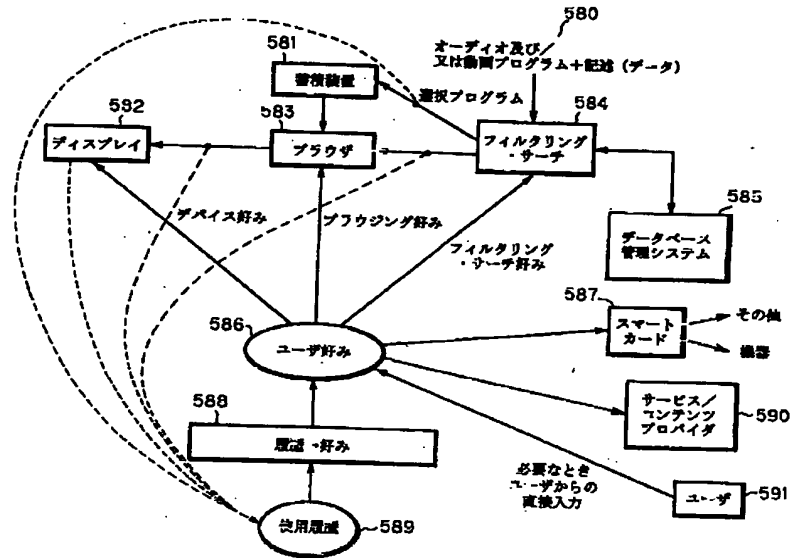 580
オーディオ及び/
又は動画プログラム+記述(データ)
581
蓄積装置
選択プログラム
582
ディスプレイ
583
ブラウザ
584
フィルタリング
・サーチ
585
データベース
管理システム
デバイス好み
ブラウジング好み
フィルタリング
・サーチ好み
586
ユーザ好み
587
スマート
カード
その他
機器
588
好み
サービス/
コンテンツ
プロバイダ
590
必要なとき
ユーザからの
直接入力
ユーザ
591
使用履歴
589